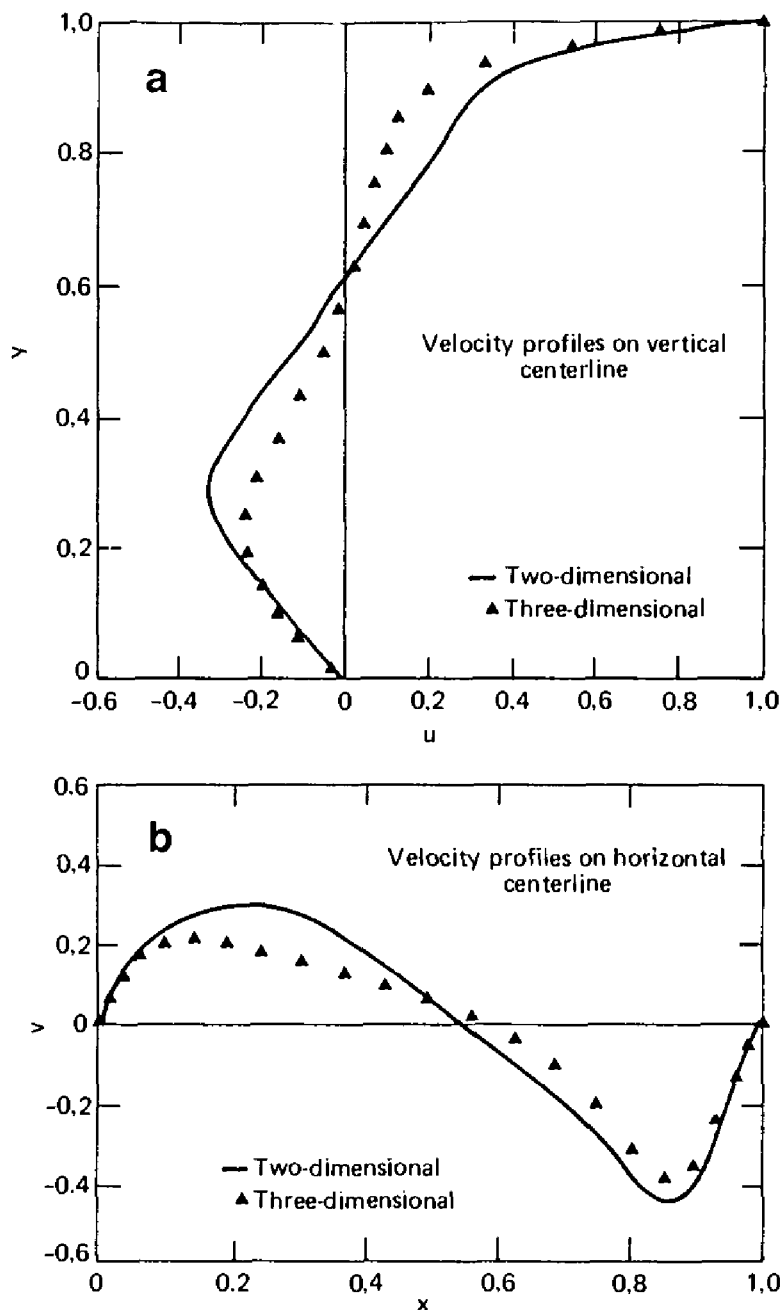 1,0
a
0.8
0.6
y
Velocity profiles on vertical
centerline
0.4
0.2
Two-dimensional
Three-dimensional
0
-0.6
-0,4
-0,2
0
0.2
0.4
0.6
0,8
1,0
u
0.6
b
Velocity profiles on horizontal
centerline
0.4
0.2
v
0
-0.2
Two-dimensional
-0.4
Three-dimensional
-0.6
0
0.2
0,4
0.6
0.8
1,0
x